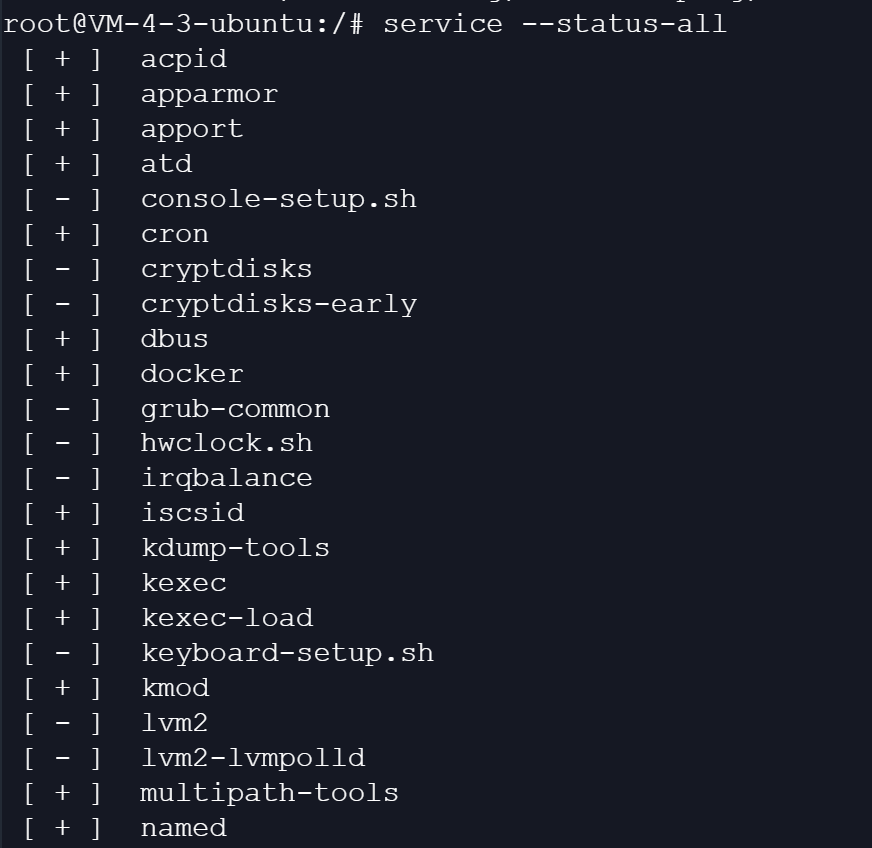 root@VM-4-3-ubuntu:/# service --status-all
[ + ]  acpid
[ + ]  apparmor
[ + ]  apport
[ + ]  atd
[ - ]  console-setup.sh
[ + ]  cron
[ - ]  cryptdisks
[ - ]  cryptdisks-early
[ + ]  dbus
[ + ]  docker
[ - ]  grub-common
[ - ]  hwclock.sh
[ - ]  irqbalance
[ + ]  iscsid
[ + ]  kdump-tools
[ + ]  kexec
[ + ]  kexec-load
[ - ]  keyboard-setup.sh
[ + ]  kmod
[ - ]  lvm2
[ - ]  lvm2-lvmpolld
[ + ]  multipath-tools
[ + ]  named